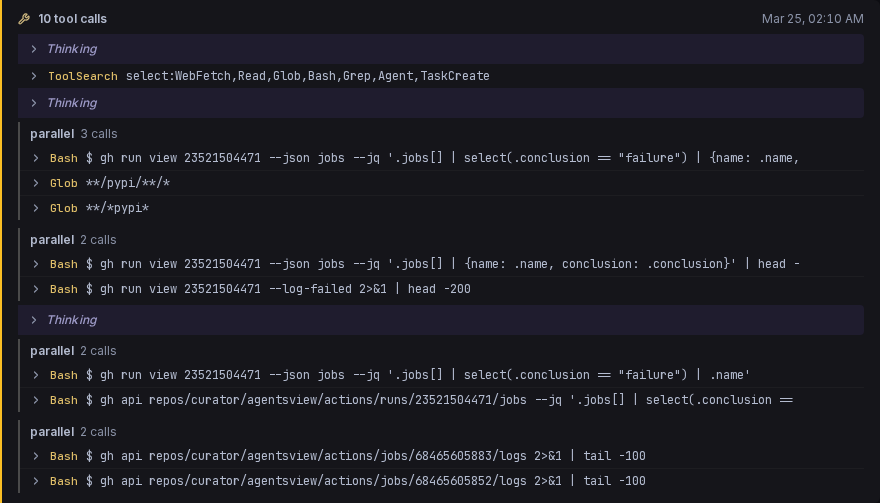 10 tool calls Mar 25, 02:10 AM
Thinking
ToolSearch select:WebFetch,Read,Glob,Bash,Grep,Agent,TaskCreate
Thinking
parallel 3 calls
Bash $ gh run view 23521504471 --json jobs --jq '.jobs[] | select(.conclusion == "failure") | {name: .name,
Glob **/pypi/**/*
Glob **/*pypi*
parallel 2 calls
Bash $ gh run view 23521504471 --json jobs --jq '.jobs[] | {name: .name, conclusion: .conclusion}' | head -
Bash $ gh run view 23521504471 --log-failed 2>&1 | head -200
Thinking
parallel 2 calls
Bash $ gh run view 23521504471 --json jobs --jq '.jobs[] | select(.conclusion == "failure") | .name'
Bash $ gh api repos/curator/agentsview/actions/runs/23521504471/jobs --jq '.jobs[] | select(.conclusion ==
parallel 2 calls
Bash $ gh api repos/curator/agentsview/actions/jobs/68465605883/logs 2>&1 | tail -100
Bash $ gh api repos/curator/agentsview/actions/jobs/68465605852/logs 2>&1 | tail -100